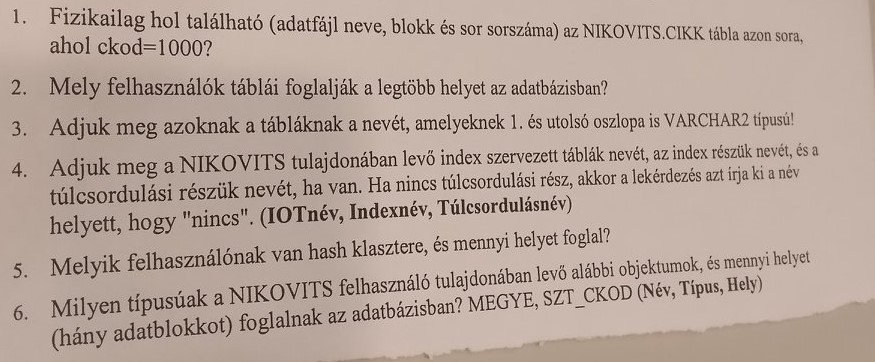 1. Fizikailag hol található (adatfájl neve, blokk és sor sorszáma) az NIKOVITS.CIKK tábla azon sora,
ahol ckod=1000?
2. Mely felhasználók táblái foglalják a legtöbb helyet az adatbázisban?
3. Adjuk meg azoknak a tábláknak a nevét, amelyeknek 1. és utolsó oszlopa is VARCHAR2 típusú!
4. Adjuk meg a NIKOVITS tulajdonában levő index szervezett táblák nevét, az index részük nevét, és a
túlcsordulási részük nevét, ha van. Ha nincs túlcsordulási rész, akkor a lekérdezés azt írja ki a név
helyett, hogy "nincs". (IOTnév, Indexnév, Túlcsordulásnév)
5. Melyik felhasználónak van hash klasztere, és mennyi helyet foglal?
6. Milyen típusúak a NIKOVITS felhasználó tulajdonában levő alábbi objektumok, és mennyi helyet
(hány adatblokkot) foglalnak az adatbázisban? MEGYE, SZT_CKOD (Név, Típus, Hely)